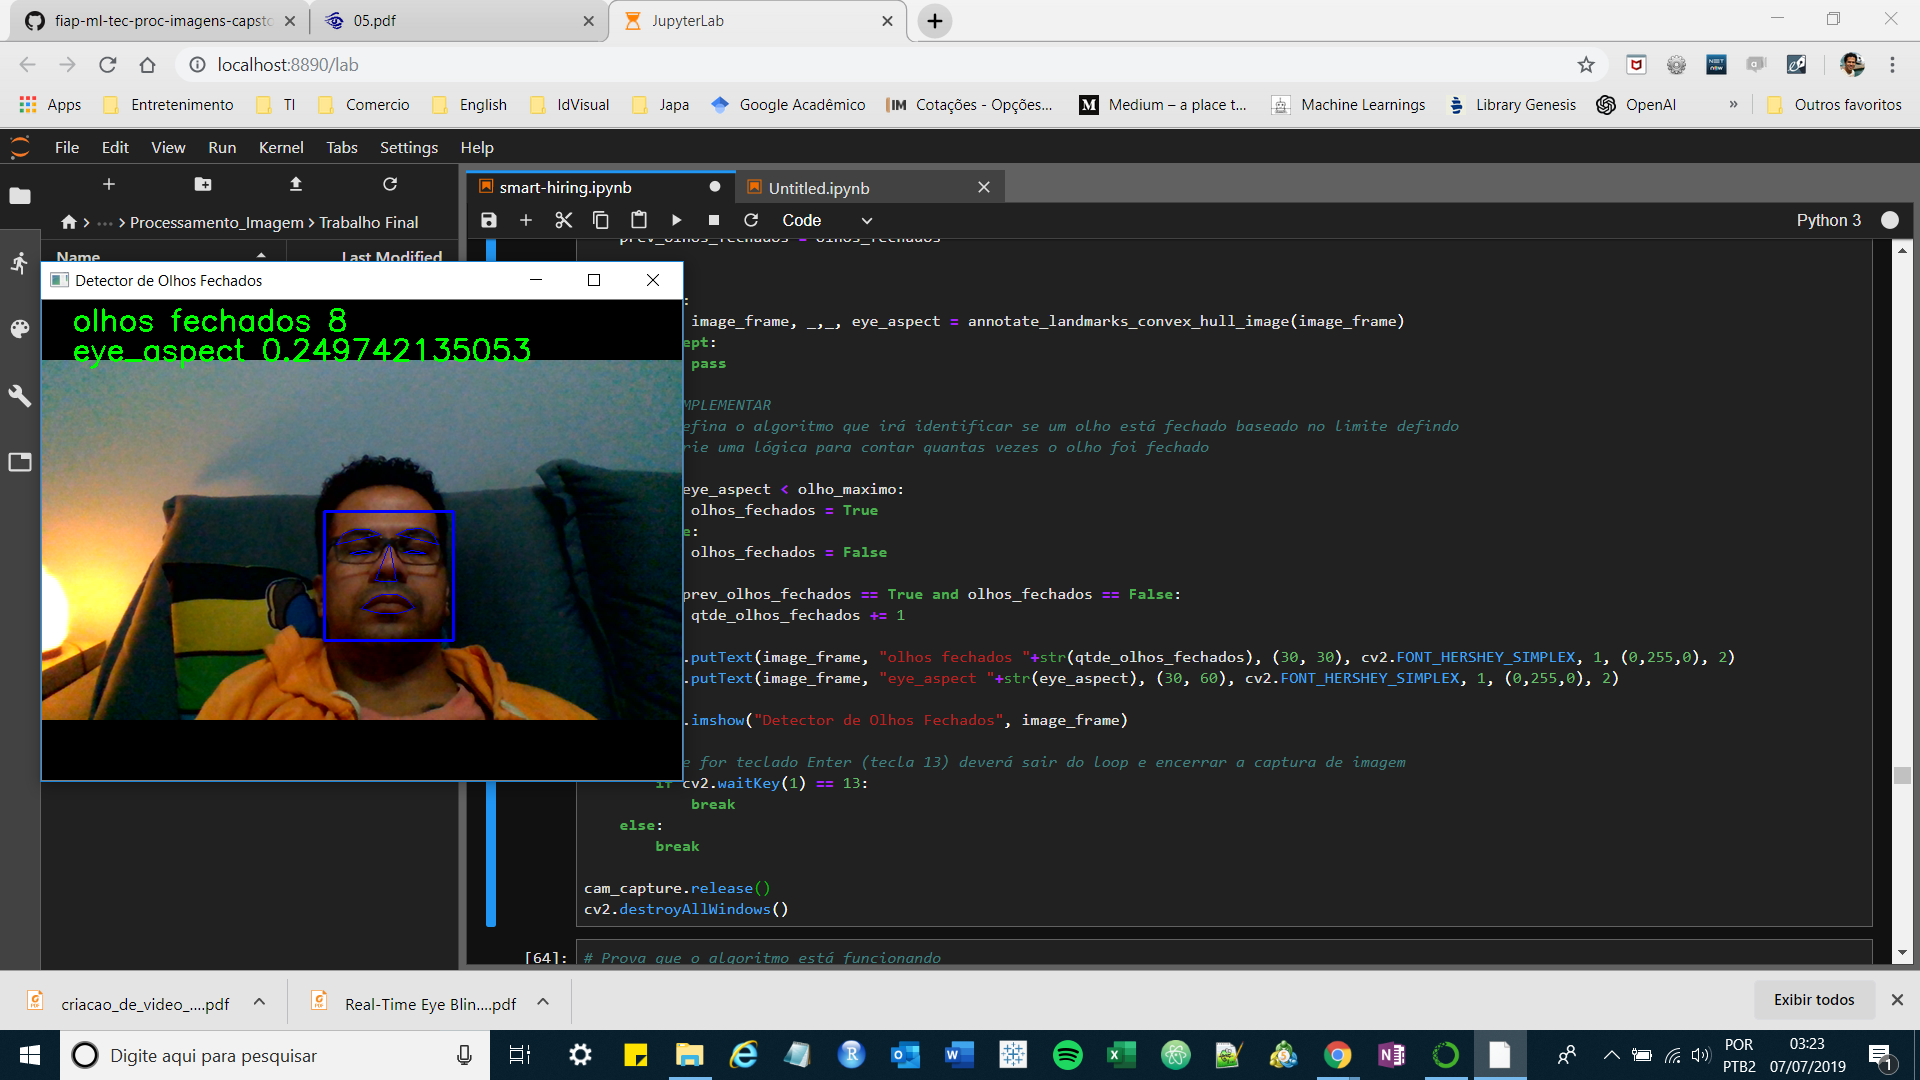 fiap-ml-tec-proc-imagens-capsto
05.pdf
JupyterLab
localhost:8890/lab
Apps
Entretenimento
TI
Comercio
English
IdVisual
Japa
Google Acadêmico
Cotações - Opções...
Medium – a place t...
Machine Learnings
Library Genesis
OpenAI
»
Outros favoritos
File Edit View Run Kernel Tabs Settings Help
smart-hiring.ipynb
Untitled.ipynb
Code
Python 3
Processamento_Imagem > Trabalho Final
Name
Last Modified
Detector de Olhos Fechados
olhos fechados 8
eye_aspect 0.249742135053
prev_olhos_fechados = olhos_fechados
:
image_frame, _,_, eye_aspect = annotate_landmarks_convex_hull_image(image_frame)
ept:
pass
MPLEMENTAR
efina o algoritmo que irá identificar se um olho está fechado baseado no limite defindo
rie uma lógica para contar quantas vezes o olho foi fechado
eye_aspect < olho_maximo:
olhos_fechados = True
e:
olhos_fechados = False
prev_olhos_fechados == True and olhos_fechados == False:
qtde_olhos_fechados += 1
.putText(image_frame, "olhos fechados "+str(qtde_olhos_fechados), (30, 30), cv2.FONT_HERSHEY_SIMPLEX, 1, (0,255,0), 2)
.putText(image_frame, "eye_aspect "+str(eye_aspect), (30, 60), cv2.FONT_HERSHEY_SIMPLEX, 1, (0,255,0), 2)
.imshow("Detector de Olhos Fechados", image_frame)
e for teclado Enter (tecla 13) deverá sair do loop e encerrar a captura de imagem
if cv2.waitKey(1) == 13:
break
else:
break
cam_capture.release()
cv2.destroyAllWindows()
[64]:
# Prova que o algoritmo está funcionando
criacao_de_video_....pdf
Real-Time Eye Blin....pdf
Exibir todos
Digite aqui para pesquisar
POR
PTB2
03:23
07/07/2019
1